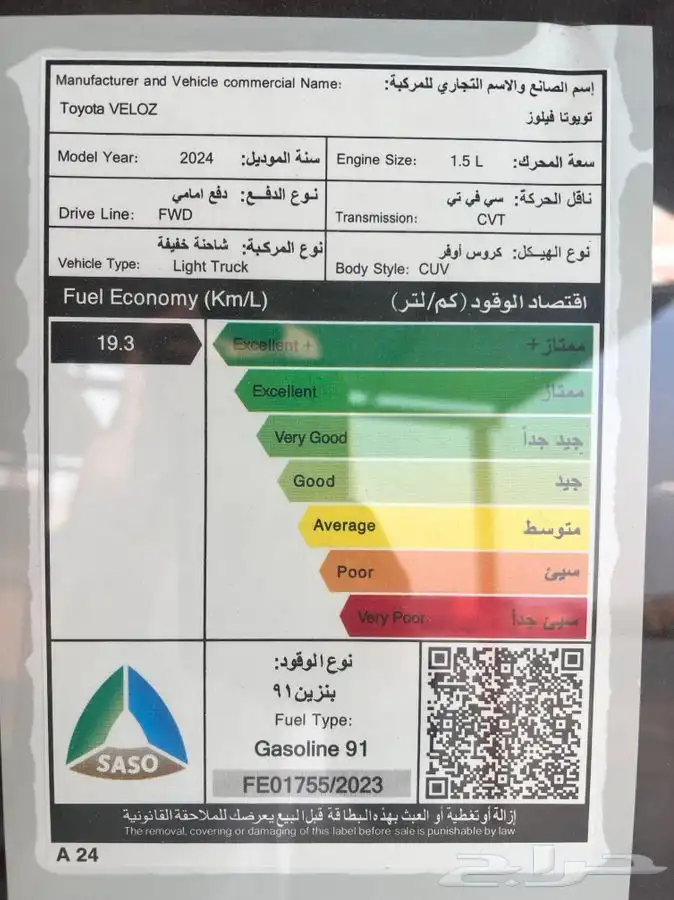 Manufacturer and Vehicle commercial Name: إسم الصانع والاسم التجاري للمركبة:
Toyota VELOZ تويوتا فيلوز
Model Year: 2024 سنة الموديل:
Engine Size: 1.5 L سعة المحرك:
نوع الدفع: دفع امامي
Drive Line: FWD
ناقل الحركة: سي في تي
Transmission: CVT
نوع المركبة: شاحنة خفيفة
Vehicle Type: Light Truck
نوع الهيكل: كروس أوفر
Body Style: CUV
Fuel Economy (Km/L) اقتصاد الوقود (كم/لتر)
19.3
Excellent + ممتاز +
Excellent ممتاز
Very Good جيد جداً
Good جيد
Average متوسط
Poor سيئ
Very Poor سيئ جداً
SASO
نوع الوقود:
بنزين ٩١
Fuel Type:
Gasoline 91
FE01755/2023
إزالة أو تغطية أو العبث بهذه البطاقة قبل البيع يعرضك للملاحقة القانونية
The removal, covering or damaging of this label before sale is punishable by law
A 24
حراج